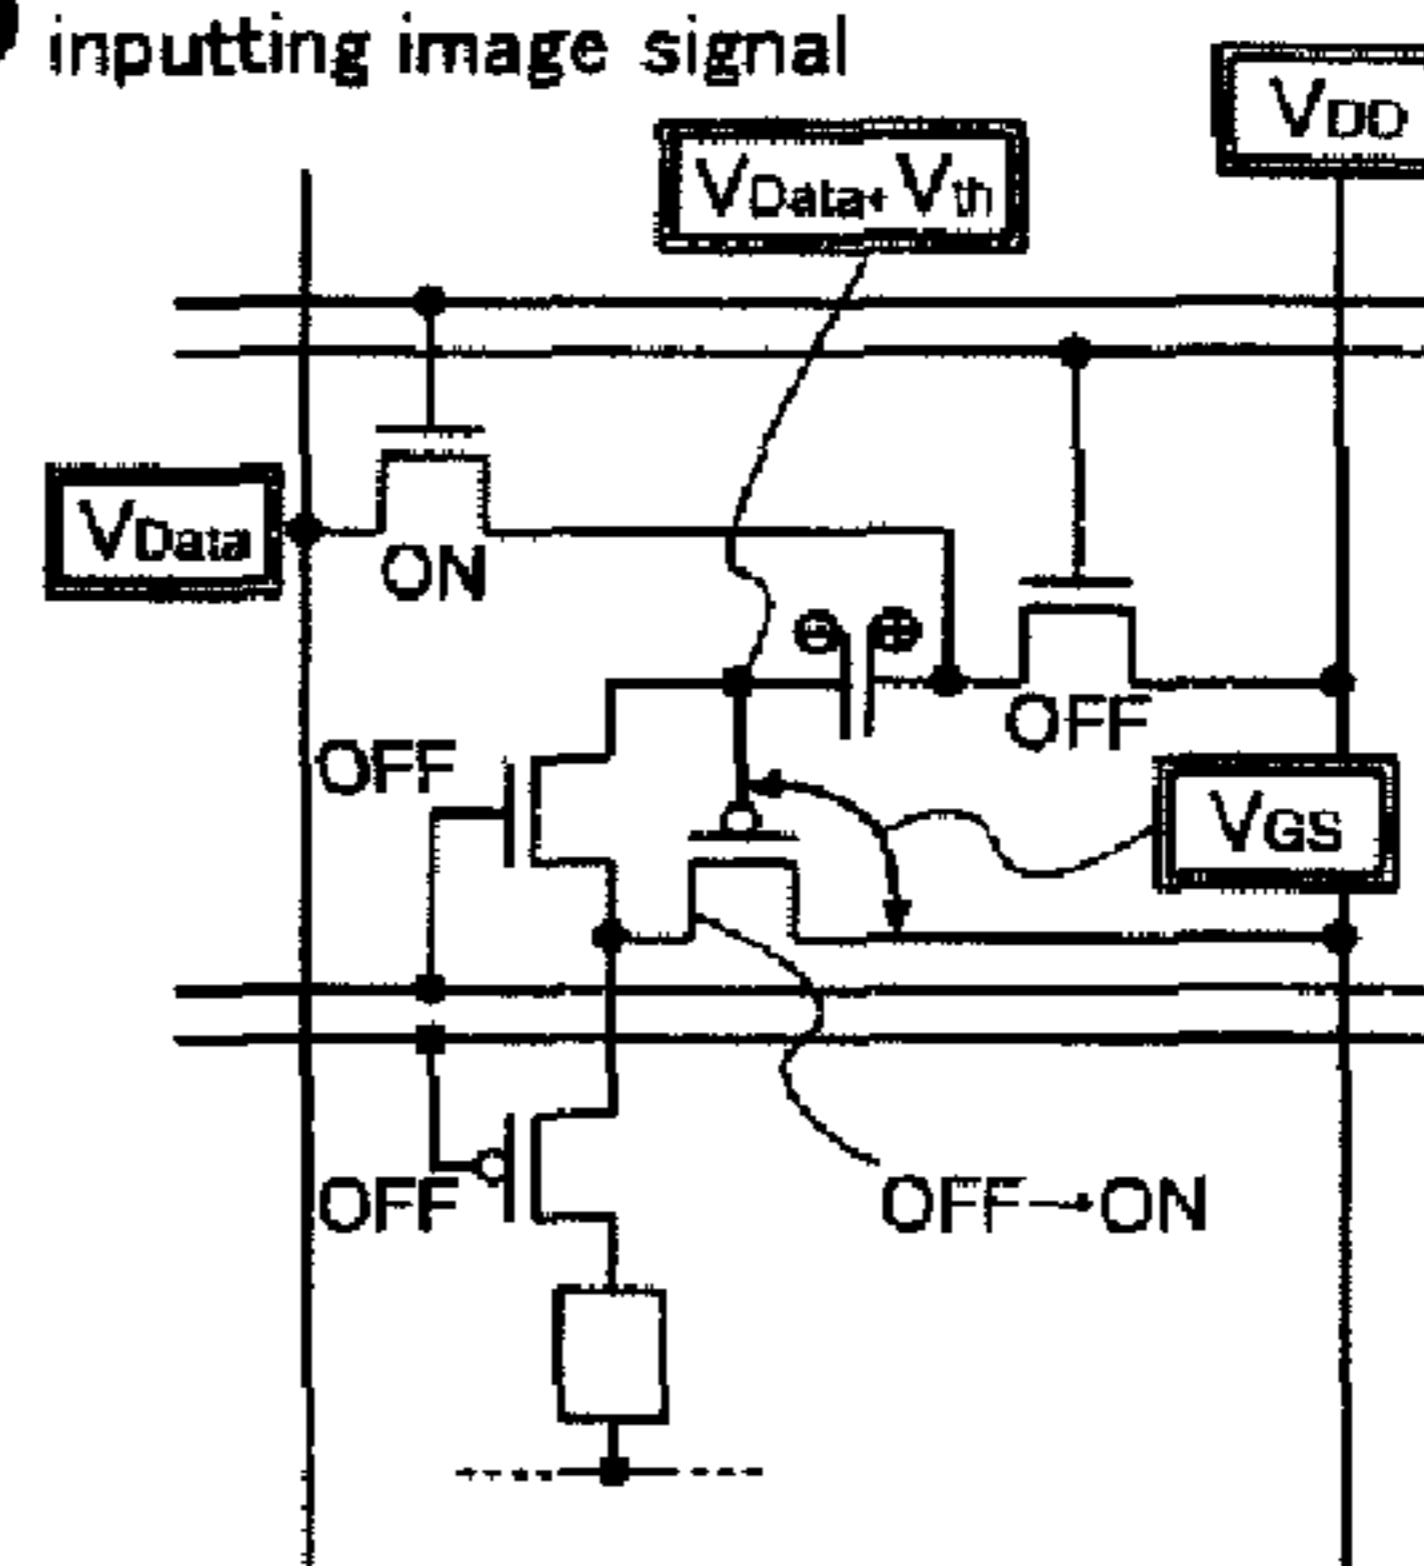 inputting image signal
VDD
VData+Vth
VData
ON
⊖ ⊕
OFF
OFF
VGS
OFF
OFF→ON